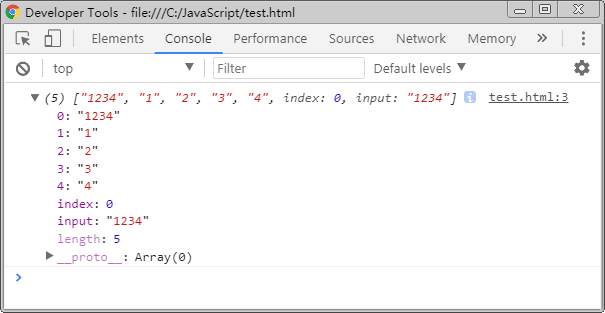 Developer Tools - file:///C:/JavaScript/test.html
Elements Console Performance Sources Network Memory »
top Filter Default levels
(5) ["1234", "1", "2", "3", "4", index: 0, input: "1234"] i test.html:3
0: "1234"
1: "1"
2: "2"
3: "3"
4: "4"
index: 0
input: "1234"
length: 5
__proto__: Array(0)
>